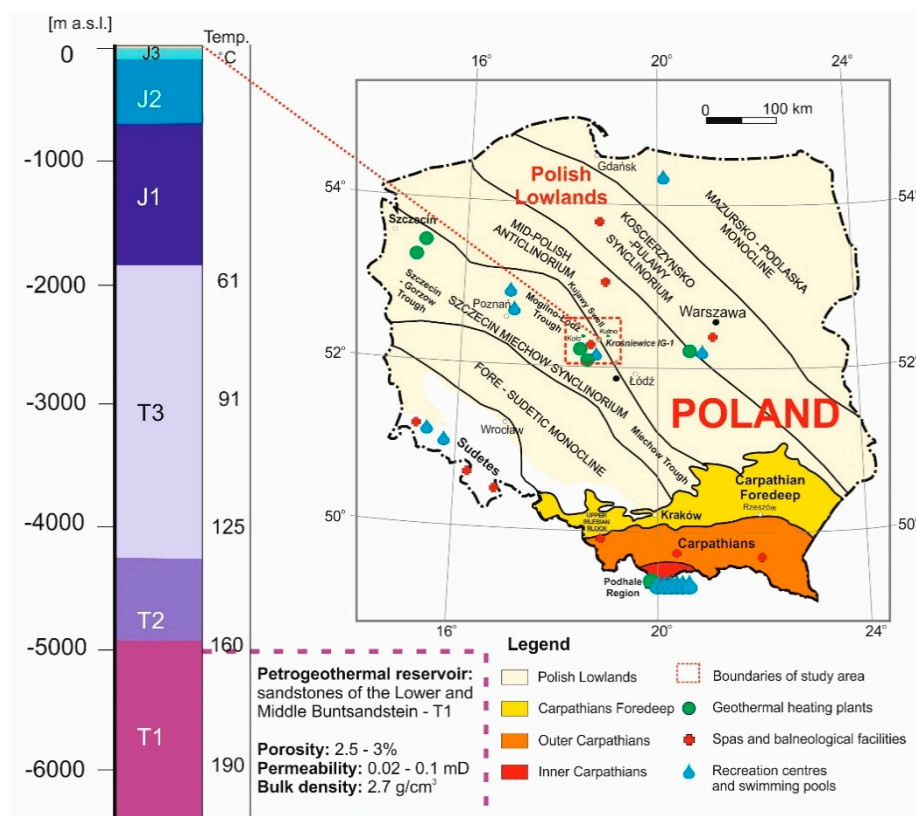 [m a.s.l.]
Temp.
°C
0
-1000
-2000
-3000
-4000
-5000
-6000
J3
J2
J1
T3
T2
T1
61
91
125
160
190
Petrogeothermal reservoir:
sandstones of the Lower and
Middle Buntsandstein - T1
Porosity: 2.5 - 3%
Permeability: 0.02 - 0.1 mD
Bulk density: 2.7 g/cm³
16°
20°
24°
0
100 km
54°
54°
52°
52°
50°
50°
16°
20°
24°
Gdańsk
Polish
Lowlands
MAZURSKO - PODLASKA
MONOCLINE
KOSCIERZYNSKO
-PULAWY
SYNCLINORIUM
MID-POLISH
ANTICLINORIUM
Szczecin
Szczecin
- Gorzow
Trough
Poznań
Mogilno-Łódź
Trough
Kujawy Swell
Koło
Kutno
Krośniewice IG-1
Warszawa
SZCZECIN MIECHOW SYNCLINORIUM
Łódź
FORE - SUDETIC MONOCLINE
Miechow Trough
POLAND
Wrocław
Sudetes
Carpathian
Foredeep
Rzeszów
UPPER
SILESIAN
BLOCK
Kraków
Carpathians
Podhale
Region
Legend
Polish Lowlands
Carpathians Foredeep
Outer Carpathians
Inner Carpathians
Boundaries of study area
Geothermal heating plants
Spas and balneological facilities
Recreation centres
and swimming pools